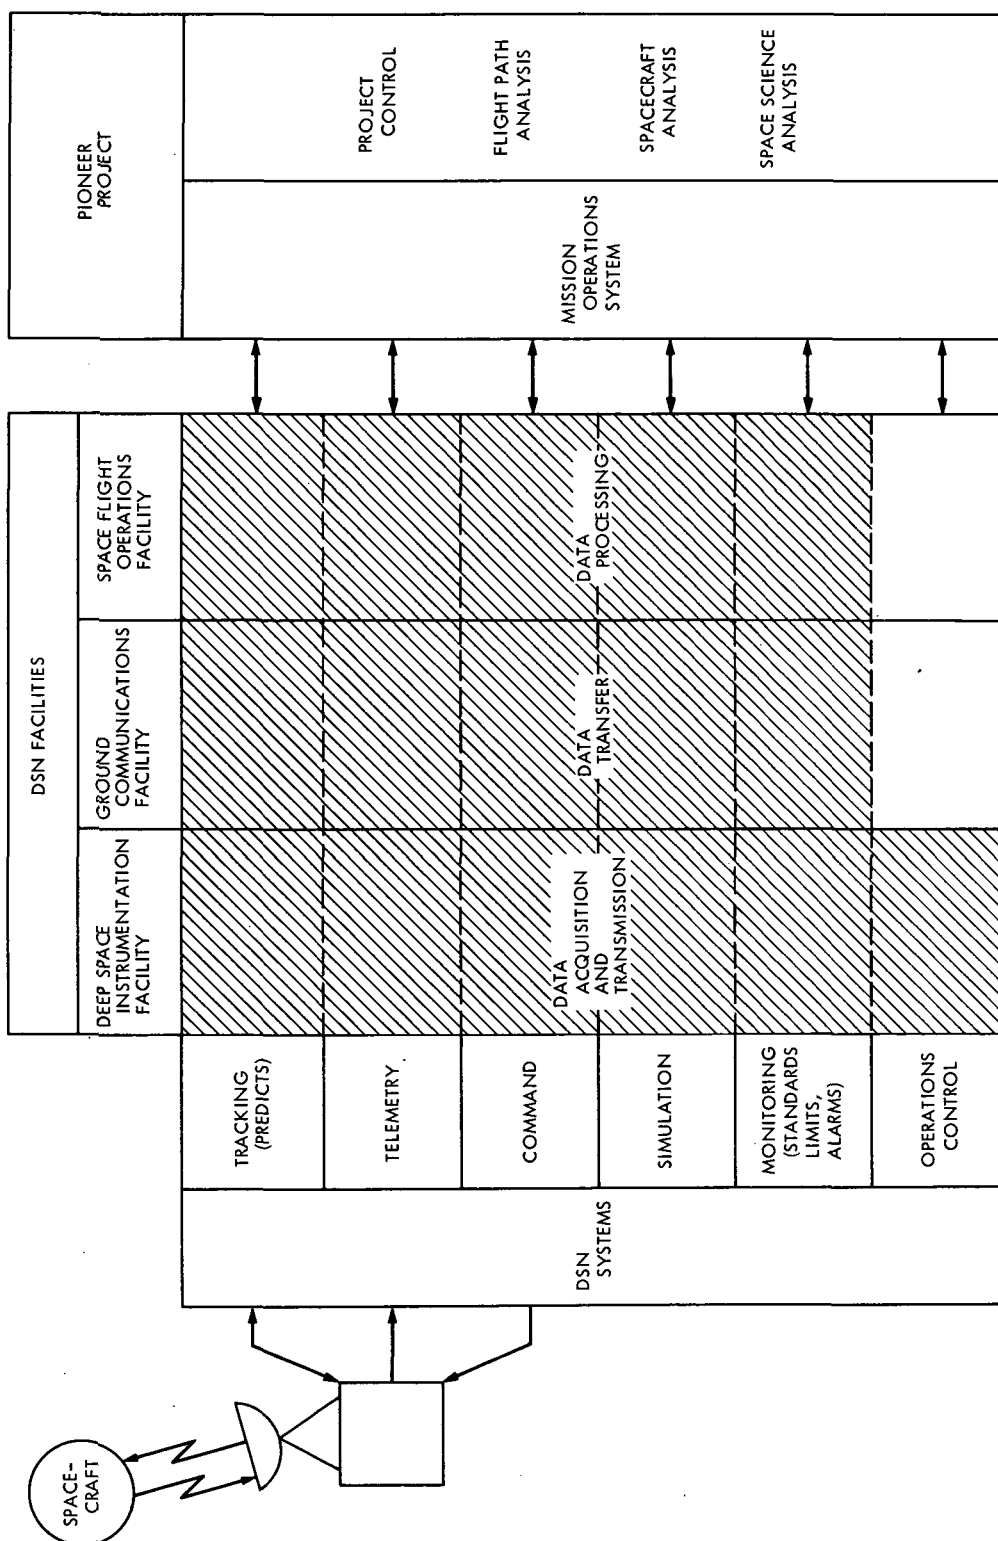 SPACE-
CRAFT
DSN
SYSTEMS
DSN FACILITIES
DEEP SPACE
INSTRUMENTATION
FACILITY
GROUND
COMMUNICATIONS
FACILITY
SPACE FLIGHT
OPERATIONS
FACILITY
TRACKING
(PREDICTS)
TELEMETRY
COMMAND
SIMULATION
MONITORING
(STANDARDS
LIMITS,
ALARMS)
OPERATIONS
CONTROL
DATA
ACQUISITION
AND
TRANSMISSION
DATA
TRANSFER
DATA
PROCESSING
PIONEER
PROJECT
MISSION
OPERATIONS
SYSTEM
PROJECT
CONTROL
FLIGHT PATH
ANALYSIS
SPACECRAFT
ANALYSIS
SPACE SCIENCE
ANALYSIS